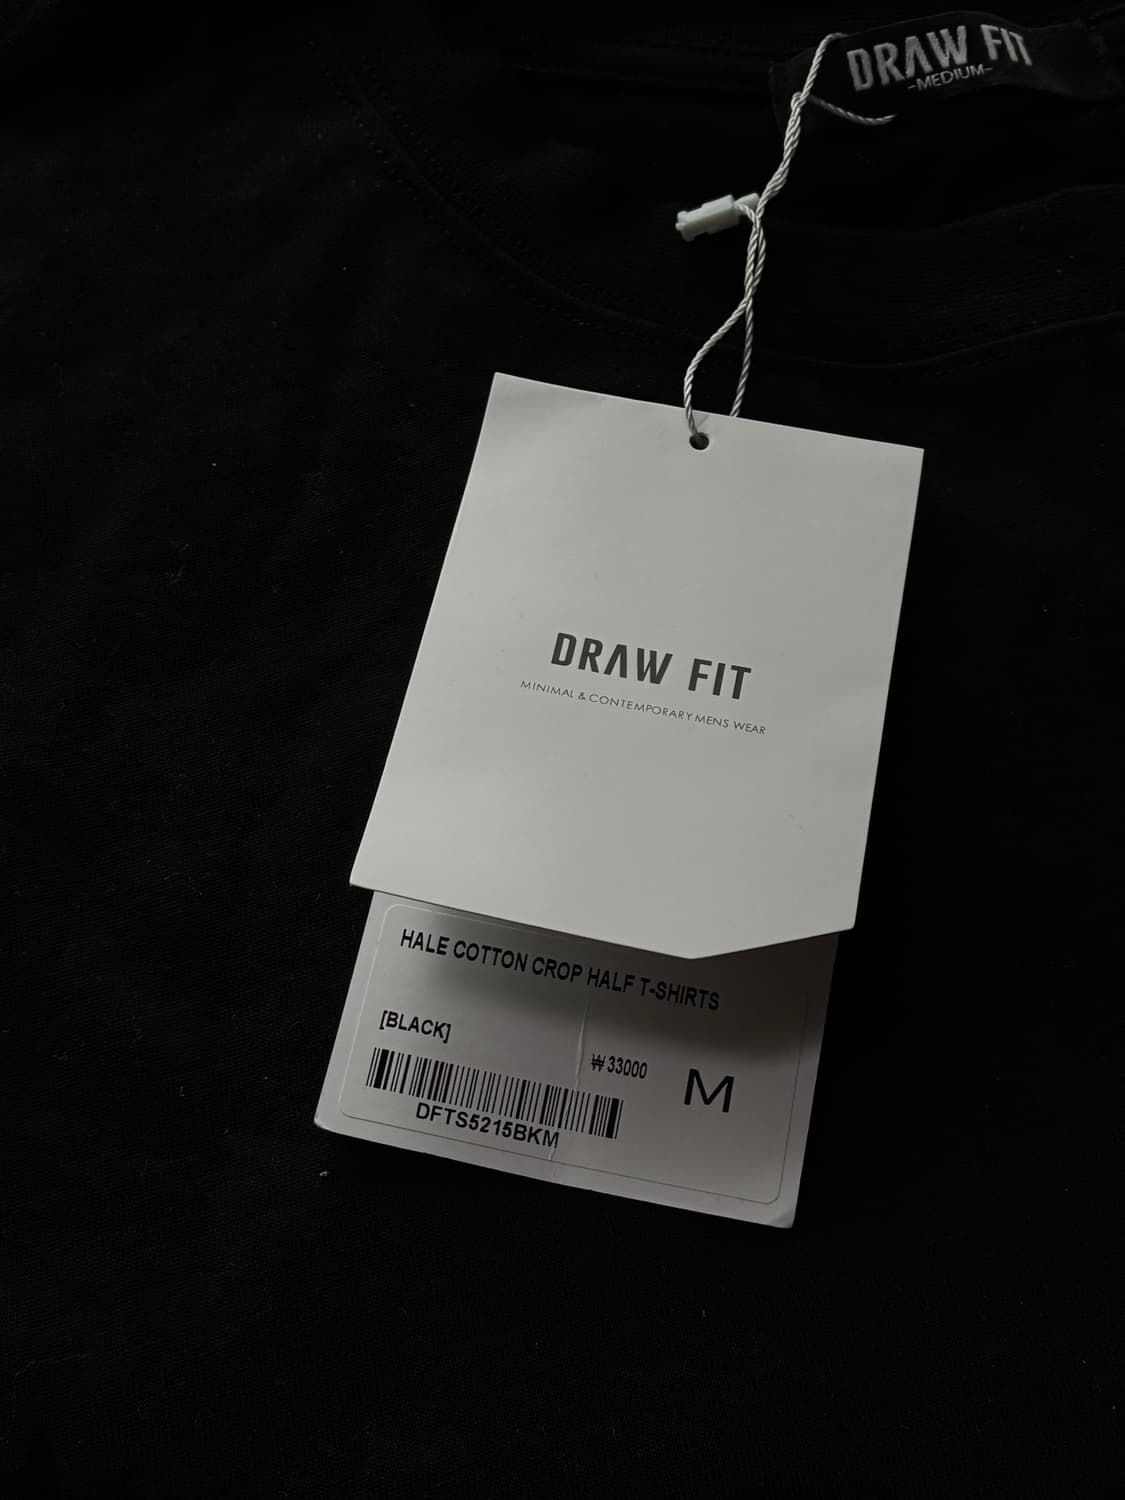 DRAW FIT
-MEDIUM-
DRAW FIT
MINIMAL & CONTEMPORARY MENS WEAR
HALE COTTON CROP HALF T-SHIRTS
[BLACK]
₩33000
M
DFTS5215BKM